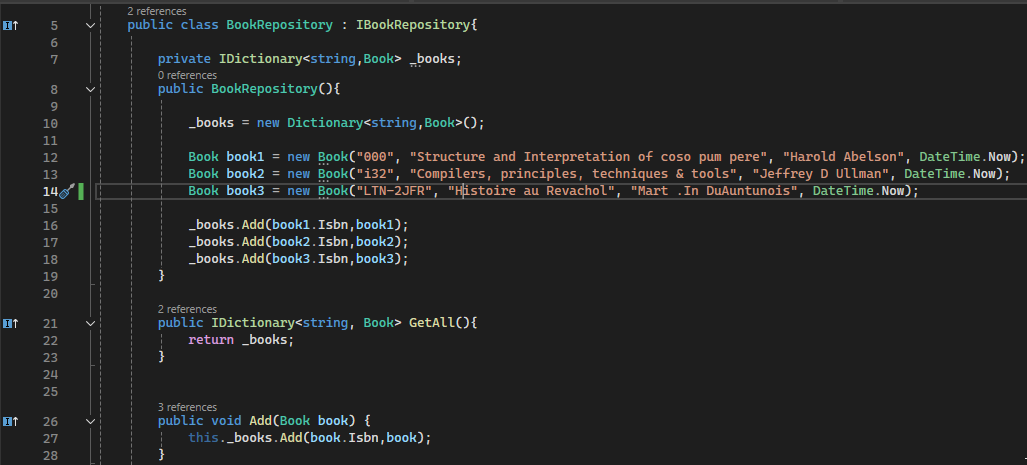 2 references
5 public class BookRepository : IBookRepository{
6
7 private IDictionary<string,Book> _books;
0 references
8 public BookRepository(){
9
10 _books = new Dictionary<string,Book>();
11
12 Book book1 = new Book("000", "Structure and Interpretation of coso pum pere", "Harold Abelson", DateTime.Now);
13 Book book2 = new Book("i32", "Compilers, principles, techniques & tools", "Jeffrey D Ullman", DateTime.Now);
14 Book book3 = new Book("LTN-2JFR", "Histoire au Revachol", "Mart .In DuAuntunois", DateTime.Now);
15
16 _books.Add(book1.Isbn,book1);
17 _books.Add(book2.Isbn,book2);
18 _books.Add(book3.Isbn,book3);
19 }
20
2 references
21 public IDictionary<string, Book> GetAll(){
22 return _books;
23 }
24
25
3 references
26 public void Add(Book book) {
27 this._books.Add(book.Isbn,book);
28 }